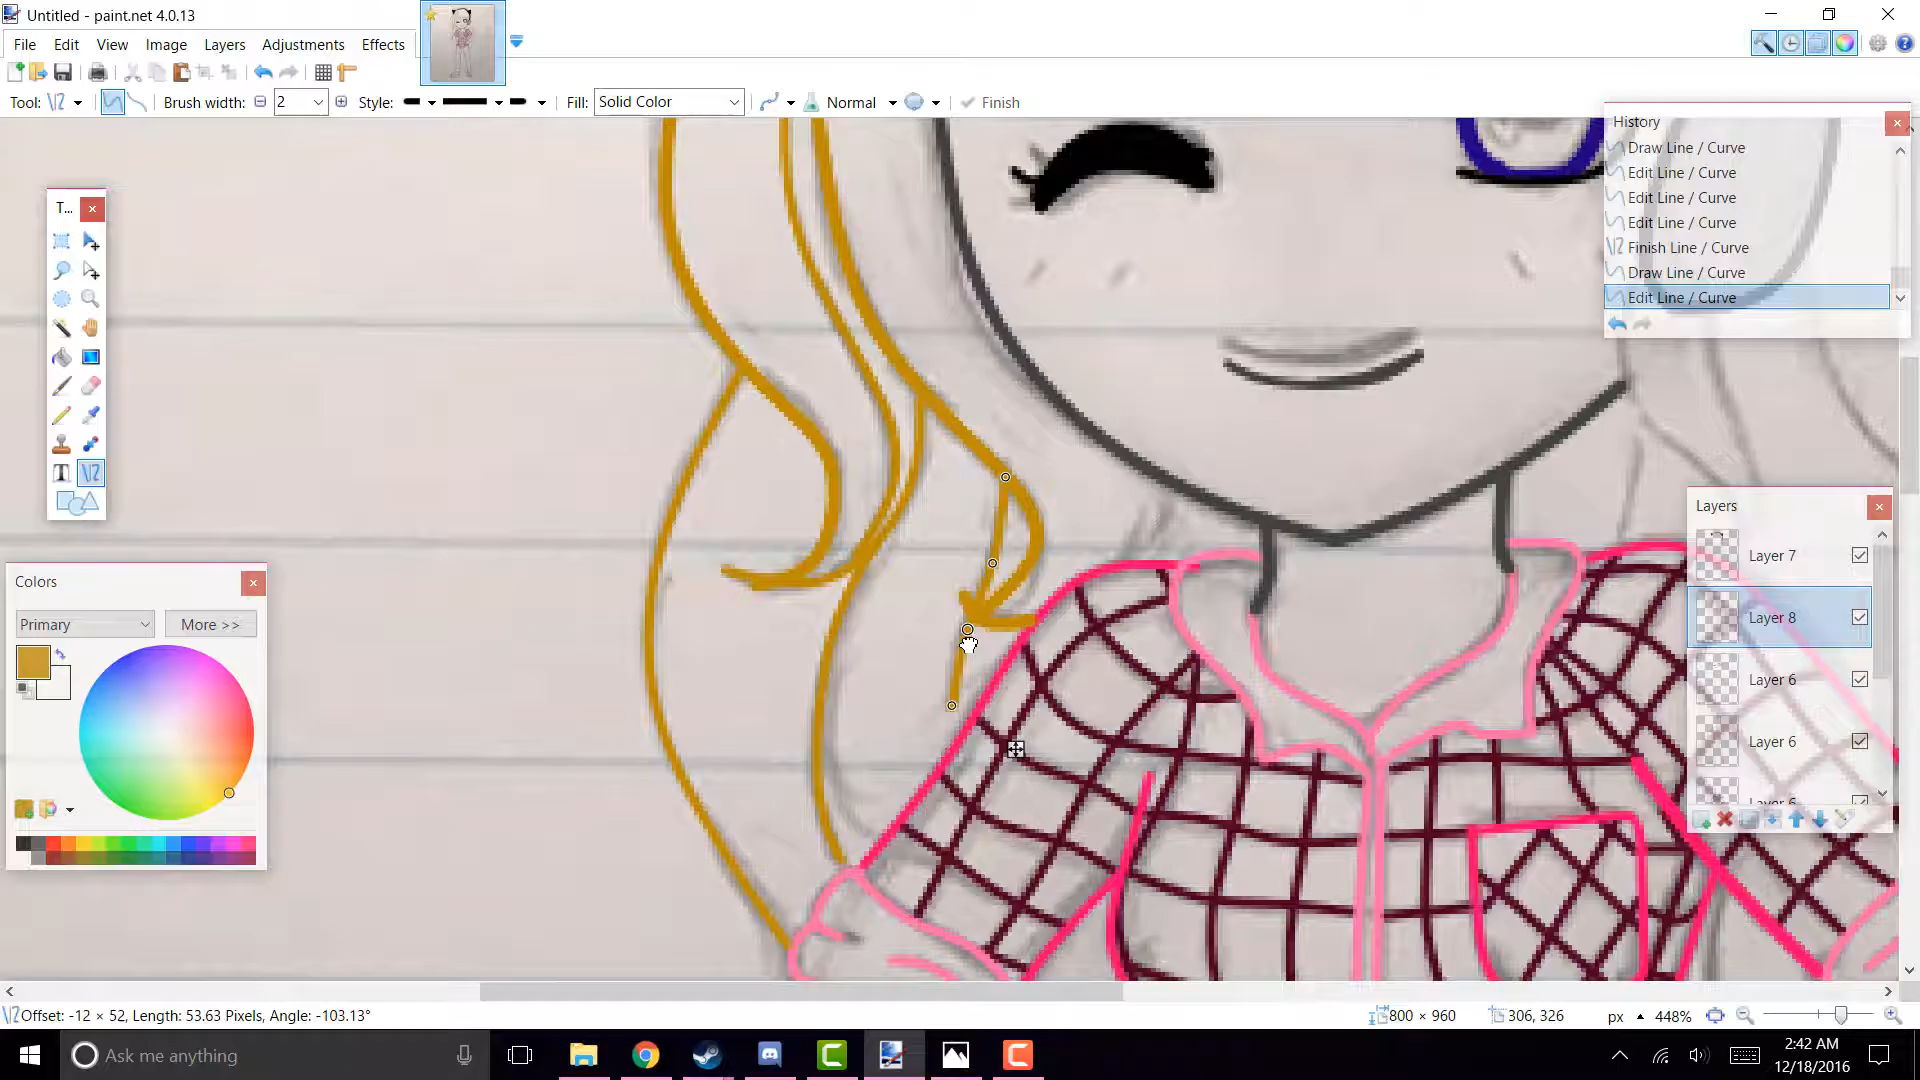 Untitled - paint.net 4.0.13
File Edit View Image Layers Adjustments Effects
Tool: Brush width: 2 Style: Fill: Solid Color Normal Finish
History
Draw Line / Curve
Edit Line / Curve
Edit Line / Curve
Edit Line / Curve
Finish Line / Curve
Draw Line / Curve
Edit Line / Curve
T...
Colors
Primary More >>
Layers
Layer 7
Layer 8
Layer 6
Layer 6
Layer 6
Offset: -12 × 52, Length: 53.63 Pixels, Angle: -103.13° 800 × 960 306, 326 px 448%
Ask me anything
2:42 AM
12/18/2016